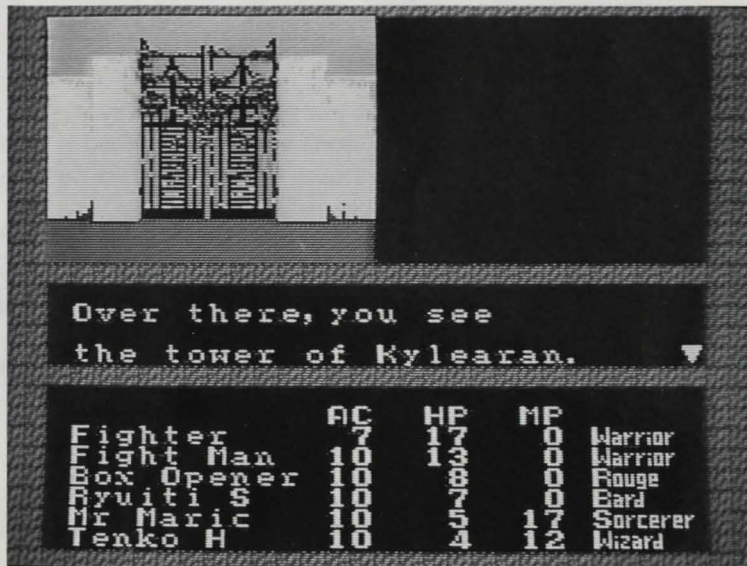 Over there, you see
the tower of Kylearan. ▼
AC HP MP
Fighter 7 17 0 Warrior
Fight Man 10 13 0 Warrior
Box Opener 10 8 0 Rouge
Ryuiti S 10 7 0 Bard
Mr Maric 10 5 17 Sorcerer
Tenko H 10 4 12 Wizard